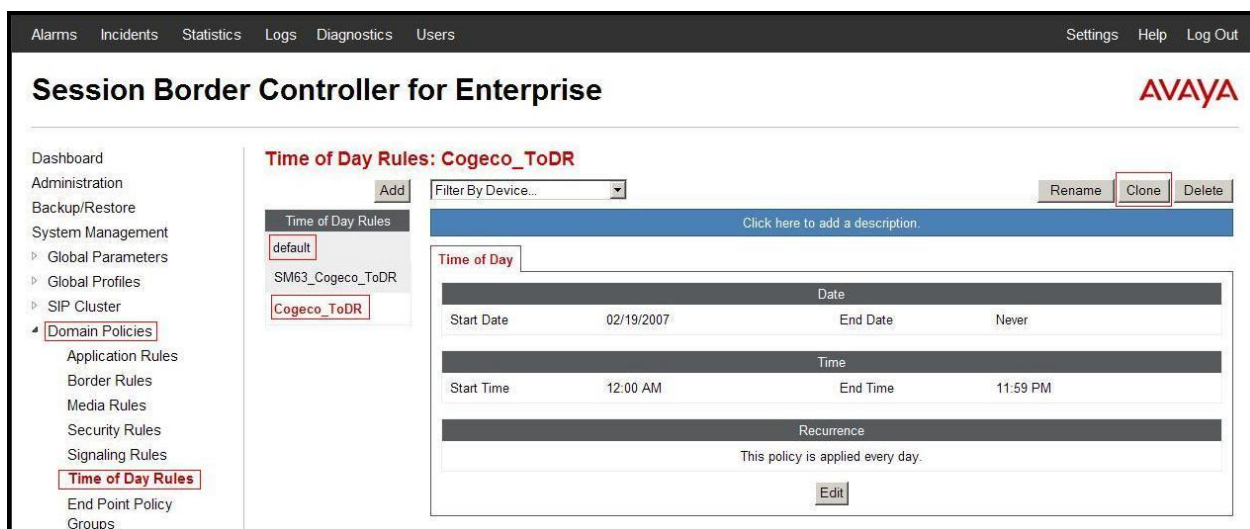 Alarms Incidents Statistics Logs Diagnostics Users Settings Help Log Out
Session Border Controller for Enterprise
AVAYA
Dashboard
Administration
Backup/Restore
System Management
Global Parameters
Global Profiles
SIP Cluster
Domain Policies
Application Rules
Border Rules
Media Rules
Security Rules
Signaling Rules
Time of Day Rules
End Point Policy
Groups
Time of Day Rules: Cogeco_ToDR
Add
Filter By Device...
Rename Clone Delete
Time of Day Rules
default
SM63_Cogeco_ToDR
Cogeco_ToDR
Click here to add a description.
Time of Day
Date
Start Date 02/19/2007 End Date Never
Time
Start Time 12:00 AM End Time 11:59 PM
Recurrence
This policy is applied every day.
Edit